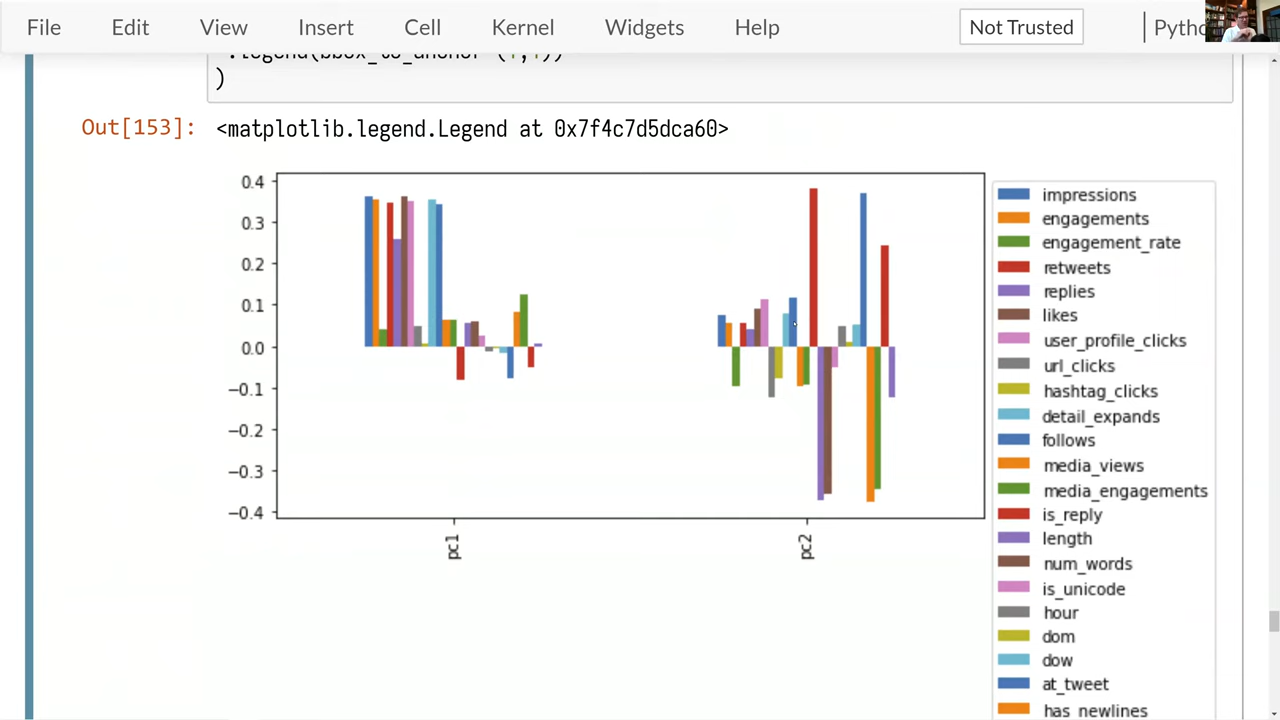 File Edit View Insert Cell Kernel Widgets Help Not Trusted
)
Out[153]: <matplotlib.legend.Legend at 0x7f4c7d5dca60>
0.4
0.3
0.2
0.1
0.0
−0.1
−0.2
−0.3
−0.4
pc1
pc2
impressions
engagements
engagement_rate
retweets
replies
likes
user_profile_clicks
url_clicks
hashtag_clicks
detail_expands
follows
media_views
media_engagements
is_reply
length
num_words
is_unicode
hour
dom
dow
at_tweet
has_newlines